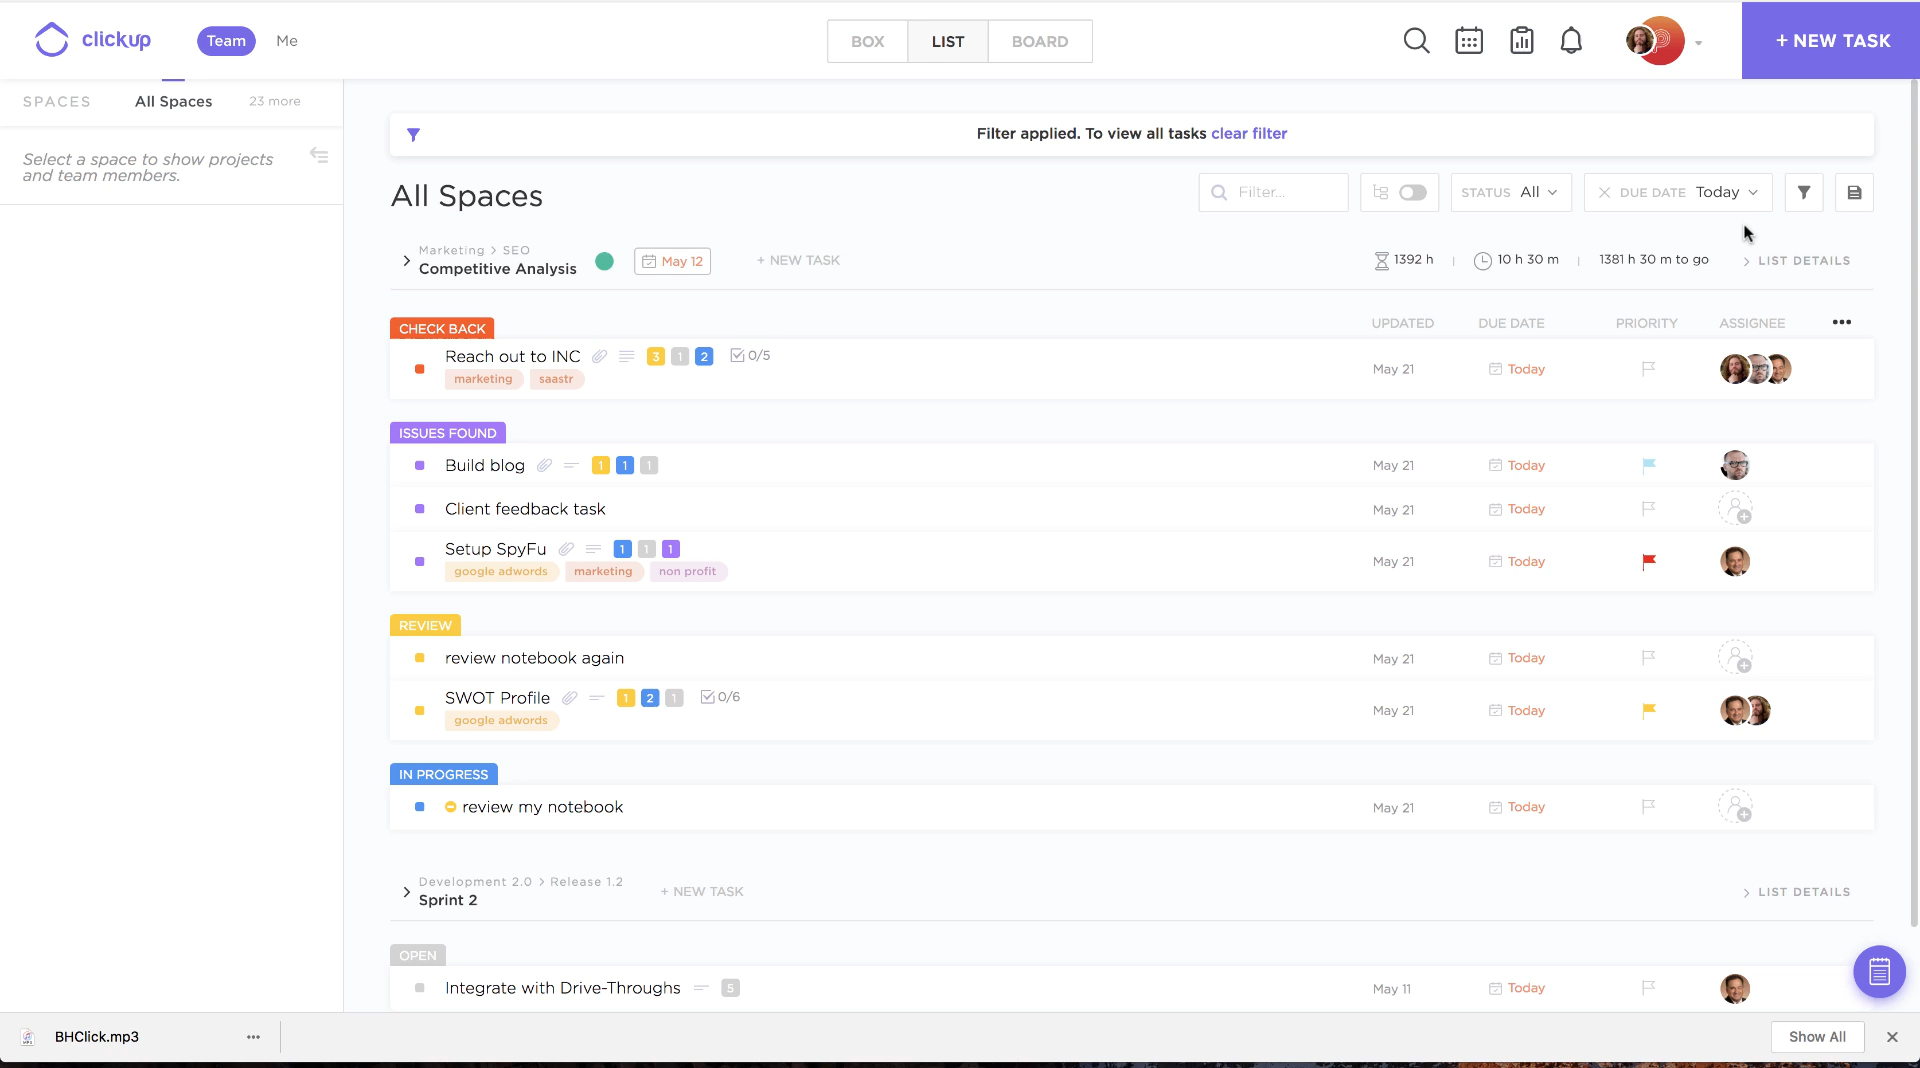 clickup Team Me BOX LIST BOARD + NEW TASK
SPACES All Spaces 23 more
Select a space to show projects
and team members.
Filter applied. To view all tasks clear filter
All Spaces Filter... STATUS All DUE DATE Today
Marketing > SEO
Competitive Analysis May 12 + NEW TASK 1392 h 10 h 30 m 1381 h 30 m to go > LIST DETAILS
CHECK BACK UPDATED DUE DATE PRIORITY ASSIGNEE
Reach out to INC 3 1 2 0/5 May 21 Today
marketing saastr
ISSUES FOUND
Build blog 1 1 1 May 21 Today
Client feedback task May 21 Today
Setup SpyFu 1 1 1 May 21 Today
google adwords marketing non profit
REVIEW
review notebook again May 21 Today
SWOT Profile 1 2 1 0/6 May 21 Today
google adwords
IN PROGRESS
review my notebook May 21 Today
Development 2.0 > Release 1.2
Sprint 2 + NEW TASK > LIST DETAILS
OPEN
Integrate with Drive-Throughs 5 May 11 Today
BHClick.mp3 Show All